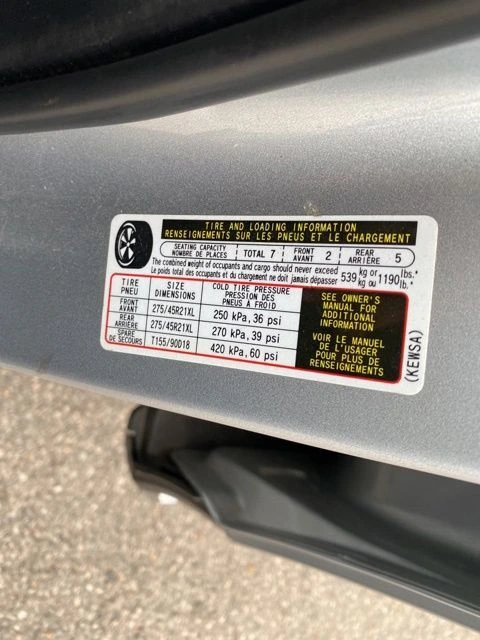 TIRE AND LOADING INFORMATION
RENSEIGNEMENTS SUR LES PNEUS ET LE CHARGEMENT
SEATING CAPACITY
NOMBRE DE PLACES
TOTAL 7
FRONT
AVANT
2
REAR
ARRIÈRE
5
The combined weight of occupants and cargo should never exceed
Le poids total des occupants et du chargement ne doit jamais dépasser
539 kg or 1190 lbs.*
kg ou lb.*
TIRE
PNEU
SIZE
DIMENSIONS
COLD TIRE PRESSURE
PRESSION DES
PNEUS À FROID
FRONT
AVANT
275/45R21XL
250 kPa, 36 psi
REAR
ARRIÈRE
275/45R21XL
270 kPa, 39 psi
SPARE
DE SECOURS
T155/90D18
420 kPa, 60 psi
SEE OWNER'S
MANUAL FOR
ADDITIONAL
INFORMATION
VOIR LE MANUEL
DE L'USAGER
POUR PLUS DE
RENSEIGNEMENTS
(KEWSA)